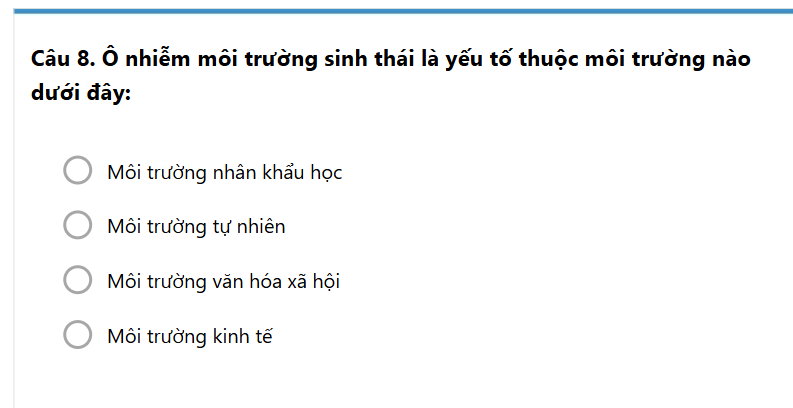 Câu 8. Ô nhiễm môi trường sinh thái là yếu tố thuộc môi trường nào
dưới đây:
Môi trường nhân khẩu học
Môi trường tự nhiên
Môi trường văn hóa xã hội
Môi trường kinh tế